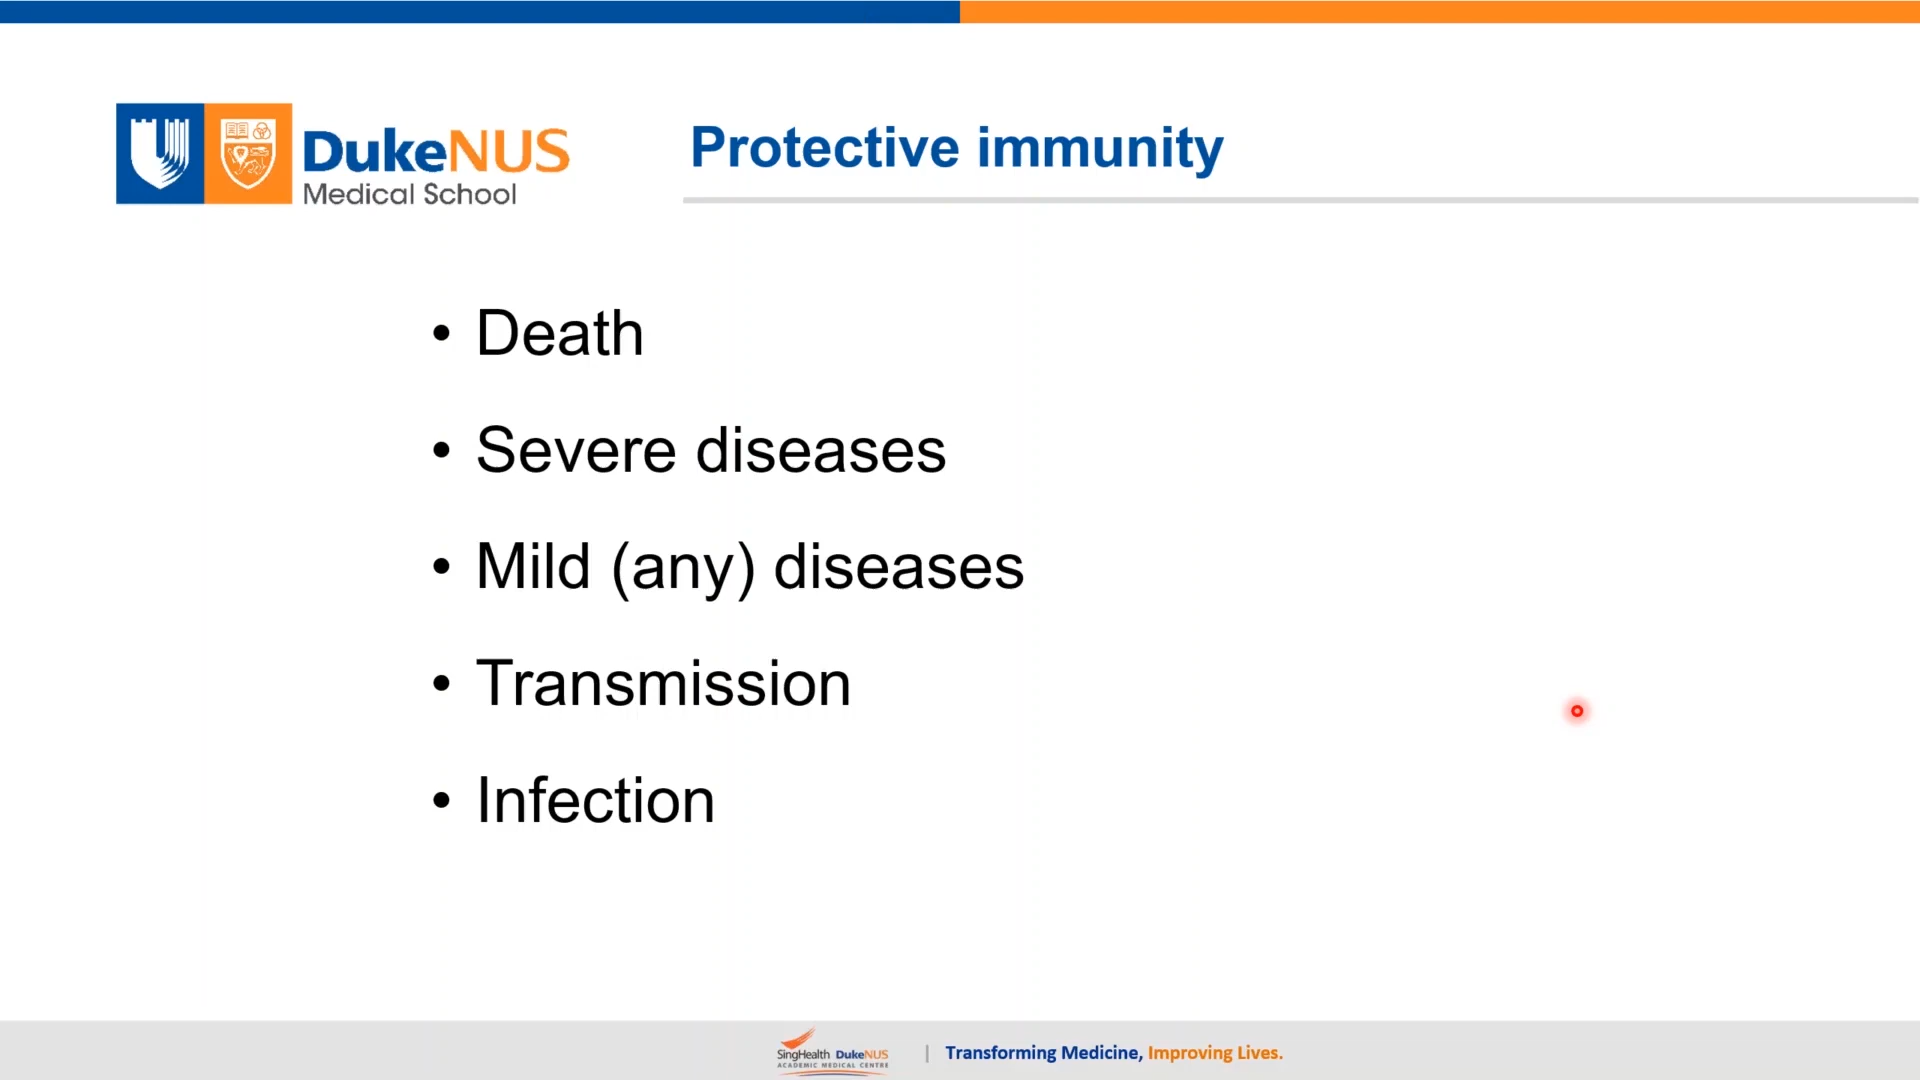 DukeNUS
Medical School
Protective immunity
• Death
• Severe diseases
• Mild (any) diseases
• Transmission
• Infection
SingHealth DukeNUS
ACADEMIC MEDICAL CENTRE
| Transforming Medicine, Improving Lives.